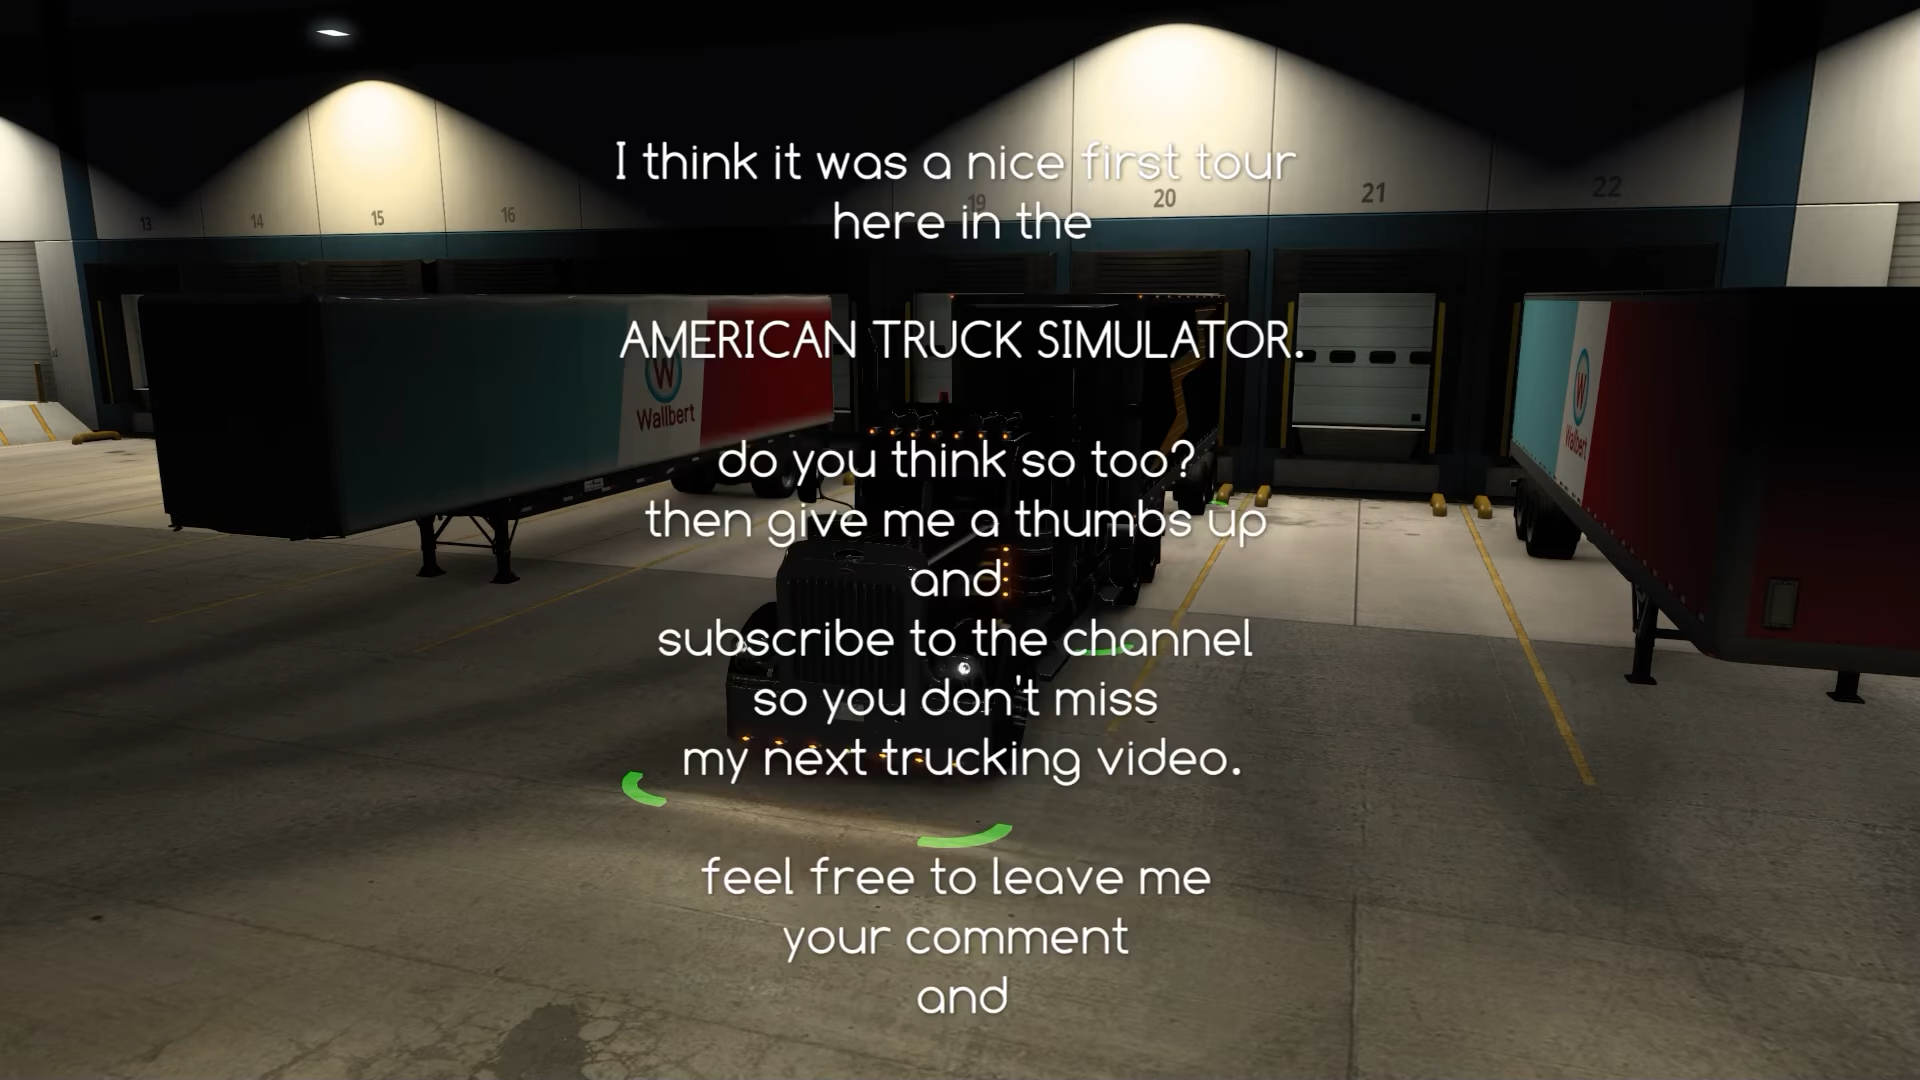 I think it was a nice first tour
here in the
AMERICAN TRUCK SIMULATOR.
do you think so too?
then give me a thumbs up
and
subscribe to the channel
so you don't miss
my next trucking video.
feel free to leave me
your comment
and
13
14
15
16
19
20
21
22
W
Wallbert
W
Wallbert